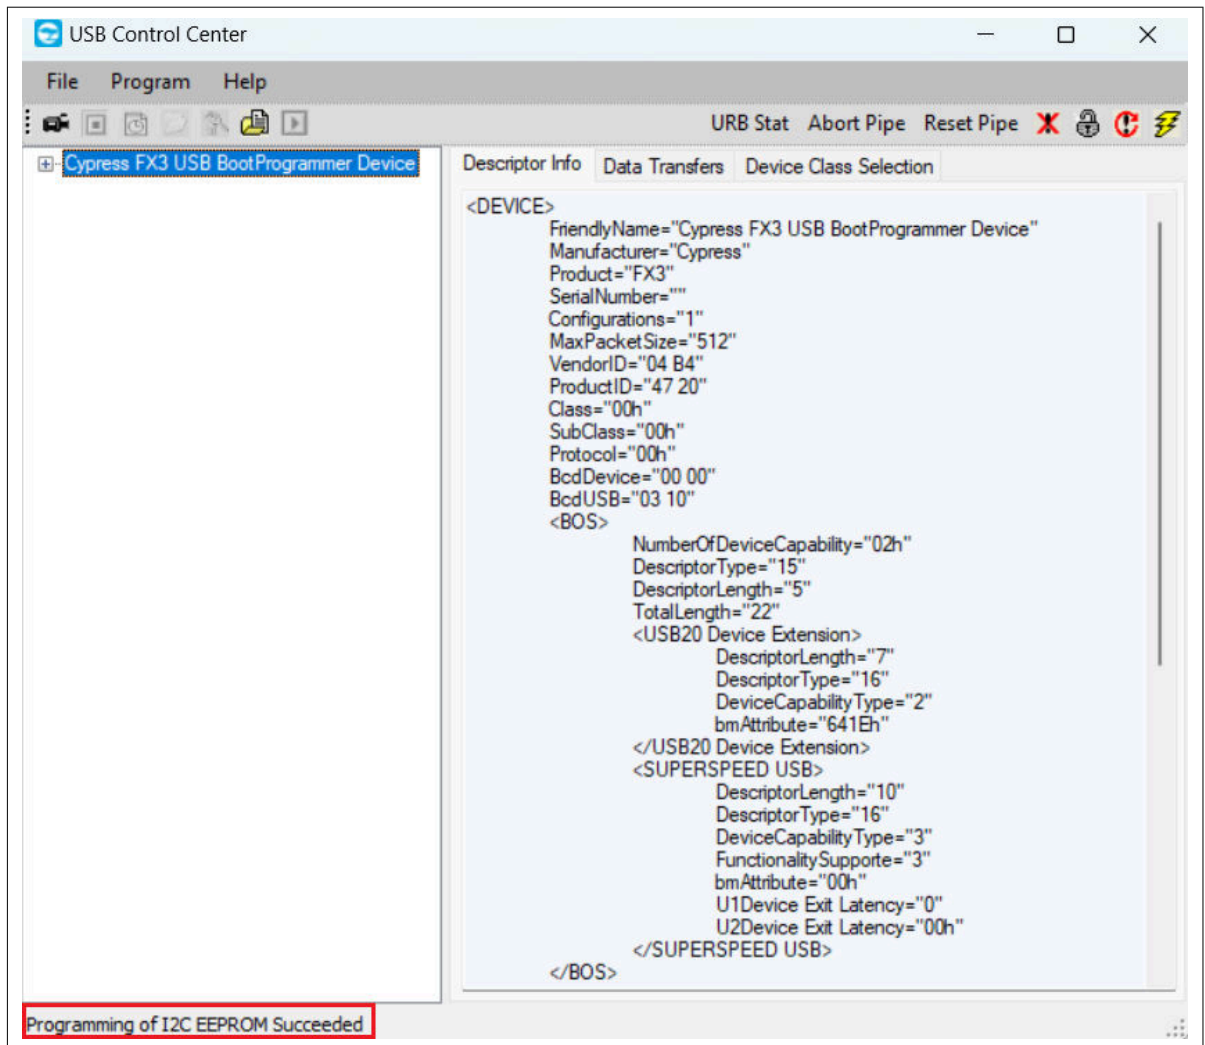 USB Control Center
File Program Help
URB Stat Abort Pipe Reset Pipe
Cypress FX3 USB BootProgrammer Device
Descriptor Info Data Transfers Device Class Selection
<DEVICE>
FriendlyName="Cypress FX3 USB BootProgrammer Device"
Manufacturer="Cypress"
Product="FX3"
SerialNumber=""
Configurations="1"
MaxPacketSize="512"
VendorID="04 B4"
ProductID="47 20"
Class="00h"
SubClass="00h"
Protocol="00h"
BcdDevice="00 00"
BcdUSB="03 10"
<BOS>
NumberOfDeviceCapability="02h"
DescriptorType="15"
DescriptorLength="5"
TotalLength="22"
<USB20 Device Extension>
DescriptorLength="7"
DescriptorType="16"
DeviceCapabilityType="2"
bmAttribute="641Eh"
</USB20 Device Extension>
<SUPERSPEED USB>
DescriptorLength="10"
DescriptorType="16"
DeviceCapabilityType="3"
FunctionalitySupporte="3"
bmAttribute="00h"
U1Device Exit Latency="0"
U2Device Exit Latency="00h"
</SUPERSPEED USB>
</BOS>
Programming of I2C EEPROM Succeeded